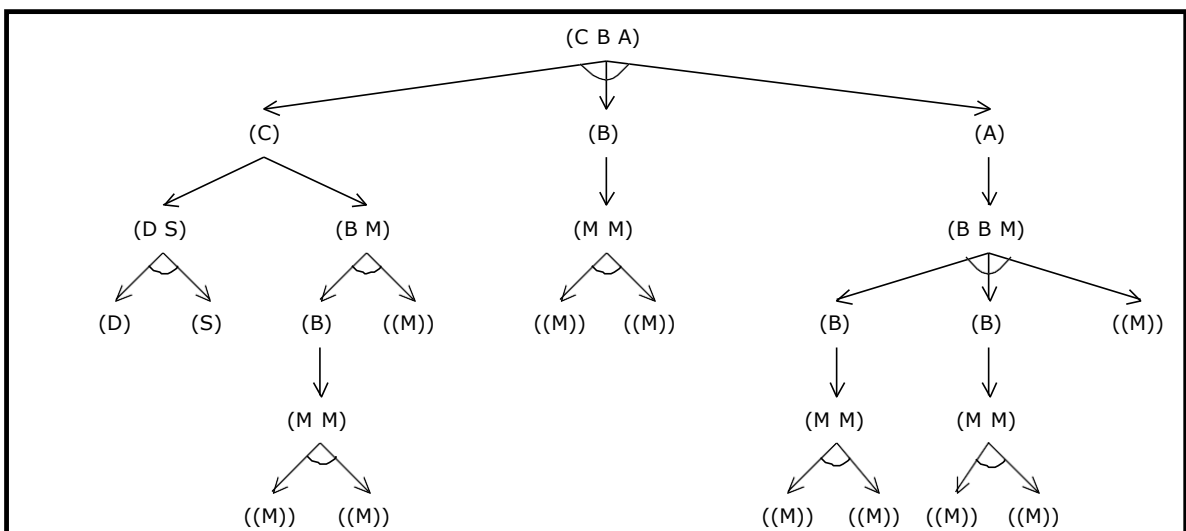 (C B A)
(C) (B) (A)
(D S) (B M) (M M) (B B M)
(D) (S) (B) ((M)) ((M)) ((M)) (B) (B) ((M))
(M M) (M M) (M M)
((M)) ((M)) ((M)) ((M)) ((M)) ((M))